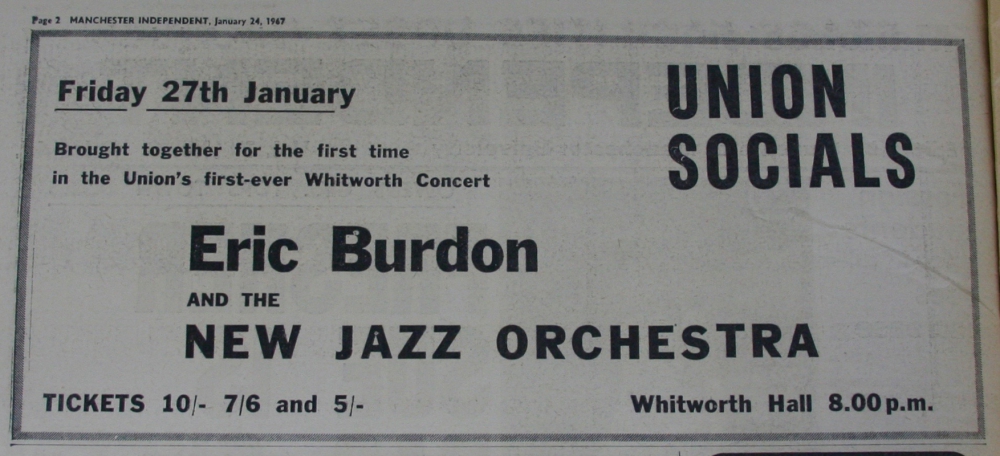 Page 2 MANCHESTER INDEPENDENT, January 24, 1967
Friday 27th January
UNION
SOCIALS
Brought together for the first time
in the Union's first-ever Whitworth Concert
Eric Burdon
AND THE
NEW JAZZ ORCHESTRA
TICKETS 10/- 7/6 and 5/-
Whitworth Hall 8.00 p.m.